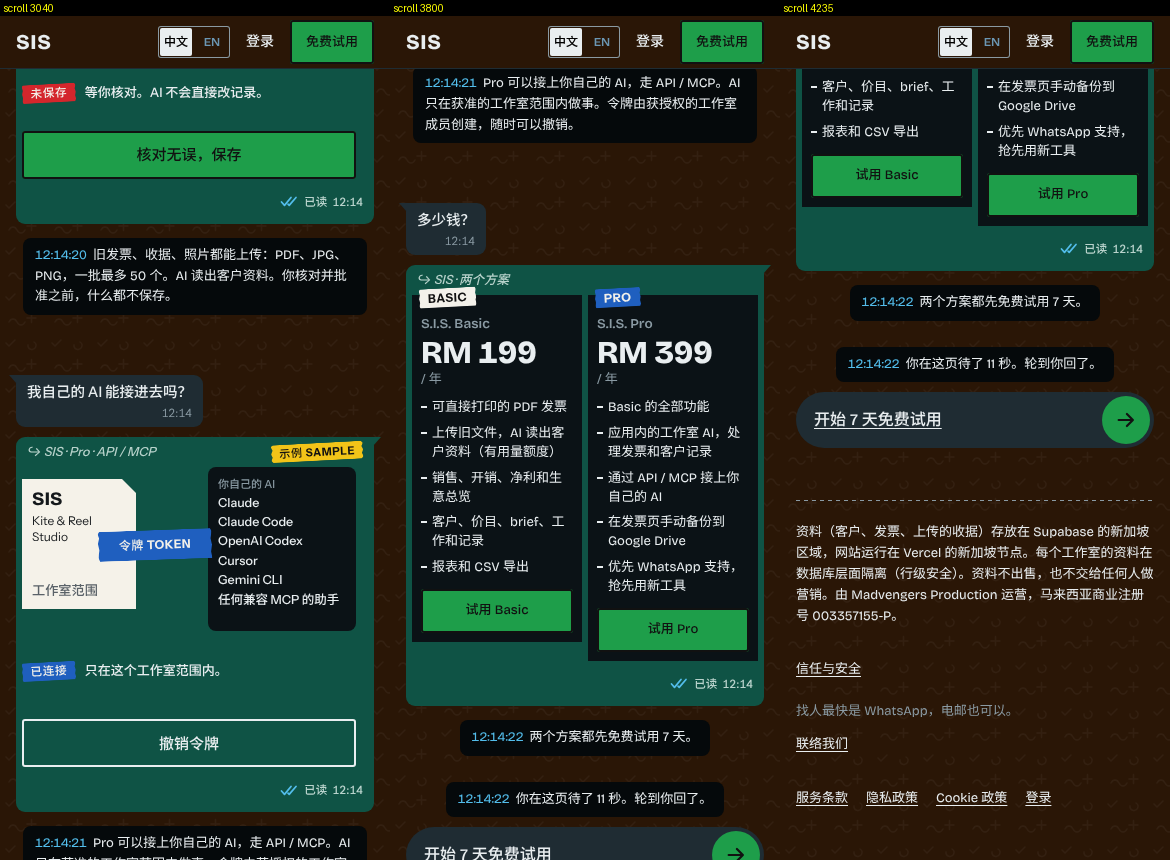 scroll 3040
SIS
中文 EN
登录
免费试用
未保存 等你核对。AI 不会直接改记录。
核对无误，保存
已读 12:14
12:14:20 旧发票、收据、照片都能上传：PDF、JPG、
PNG，一批最多 50 个。AI 读出客户资料。你核对并批
准之前，什么都不保存。
我自己的 AI 能接进去吗？
12:14
↪ SIS·Pro·API / MCP
示例 SAMPLE
SIS
Kite & Reel
Studio
工作室范围
令牌 TOKEN
你自己的 AI
Claude
Claude Code
OpenAI Codex
Cursor
Gemini CLI
任何兼容 MCP 的助手
已连接 只在这个工作室范围内。
撤销令牌
已读 12:14
12:14:21 Pro 可以接上你自己的 AI，走 API / MCP。AI
scroll 3800
SIS
中文 EN
登录
免费试用
12:14:21 Pro 可以接上你自己的 AI，走 API / MCP。AI
只在获准的工作室范围内做事。令牌由获授权的工作室
成员创建，随时可以撤销。
多少钱？
12:14
↪ SIS·两个方案
BASIC
S.I.S. Basic
RM 199
/ 年
– 可直接打印的 PDF 发票
– 上传旧文件，AI 读出客
户资料（有用量额度）
– 销售、开销、净利和生
意总览
– 客户、价目、brief、工
作和记录
– 报表和 CSV 导出
试用 Basic
PRO
S.I.S. Pro
RM 399
/ 年
– Basic 的全部功能
– 应用内的工作室 AI，处
理发票和客户记录
– 通过 API / MCP 接上你
自己的 AI
– 在发票页手动备份到
Google Drive
– 优先 WhatsApp 支持，
抢先用新工具
试用 Pro
已读 12:14
12:14:22 两个方案都先免费试用 7 天。
12:14:22 你在这页待了 11 秒。轮到你回了。
开始 7 天免费试用
scroll 4235
SIS
中文 EN
登录
免费试用
– 客户、价目、brief、工
作和记录
– 报表和 CSV 导出
试用 Basic
– 在发票页手动备份到
Google Drive
– 优先 WhatsApp 支持，
抢先用新工具
试用 Pro
已读 12:14
12:14:22 两个方案都先免费试用 7 天。
12:14:22 你在这页待了 11 秒。轮到你回了。
开始 7 天免费试用
资料（客户、发票、上传的收据）存放在 Supabase 的新加坡
区域，网站运行在 Vercel 的新加坡节点。每个工作室的资料在
数据库层面隔离（行级安全）。资料不出售，也不交给任何人做
营销。由 Madvengers Production 运营，马来西亚商业注册
号 003357155-P。
信任与安全
找人最快是 WhatsApp，电邮也可以。
联络我们
服务条款 隐私政策 Cookie 政策 登录